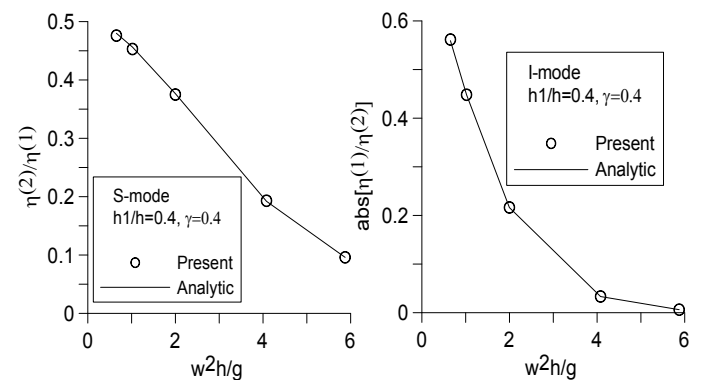 0.5
0.4
0.3
0.2
0.1
0
η(2)/η(1)
S-mode
h1/h=0.4, γ=0.4
Present
Analytic
0 2 4 6
w2h/g
0.6
0.4
0.2
0
abs[η(1)/η(2)]
I-mode
h1/h=0.4, γ=0.4
Present
Analytic
0 2 4 6
w2h/g